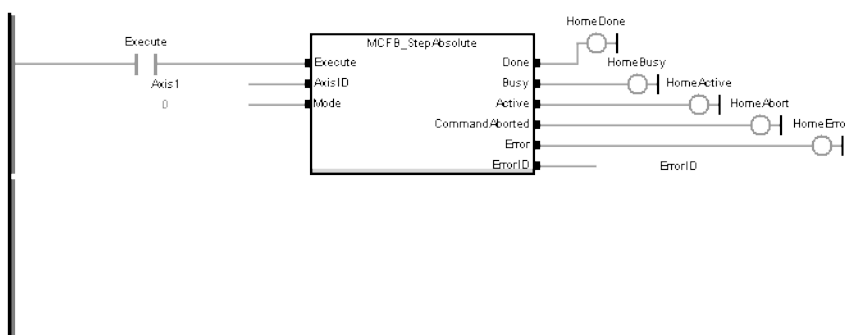 HomeDone
Execute
MCFB_StepAbsolute
Execute
Done
HomeBusy
Axis1
AxisID
Busy
HomeActive
0
Mode
Active
HomeAbort
CommandAborted
HomeErro
Error
ErrorID
ErrorID